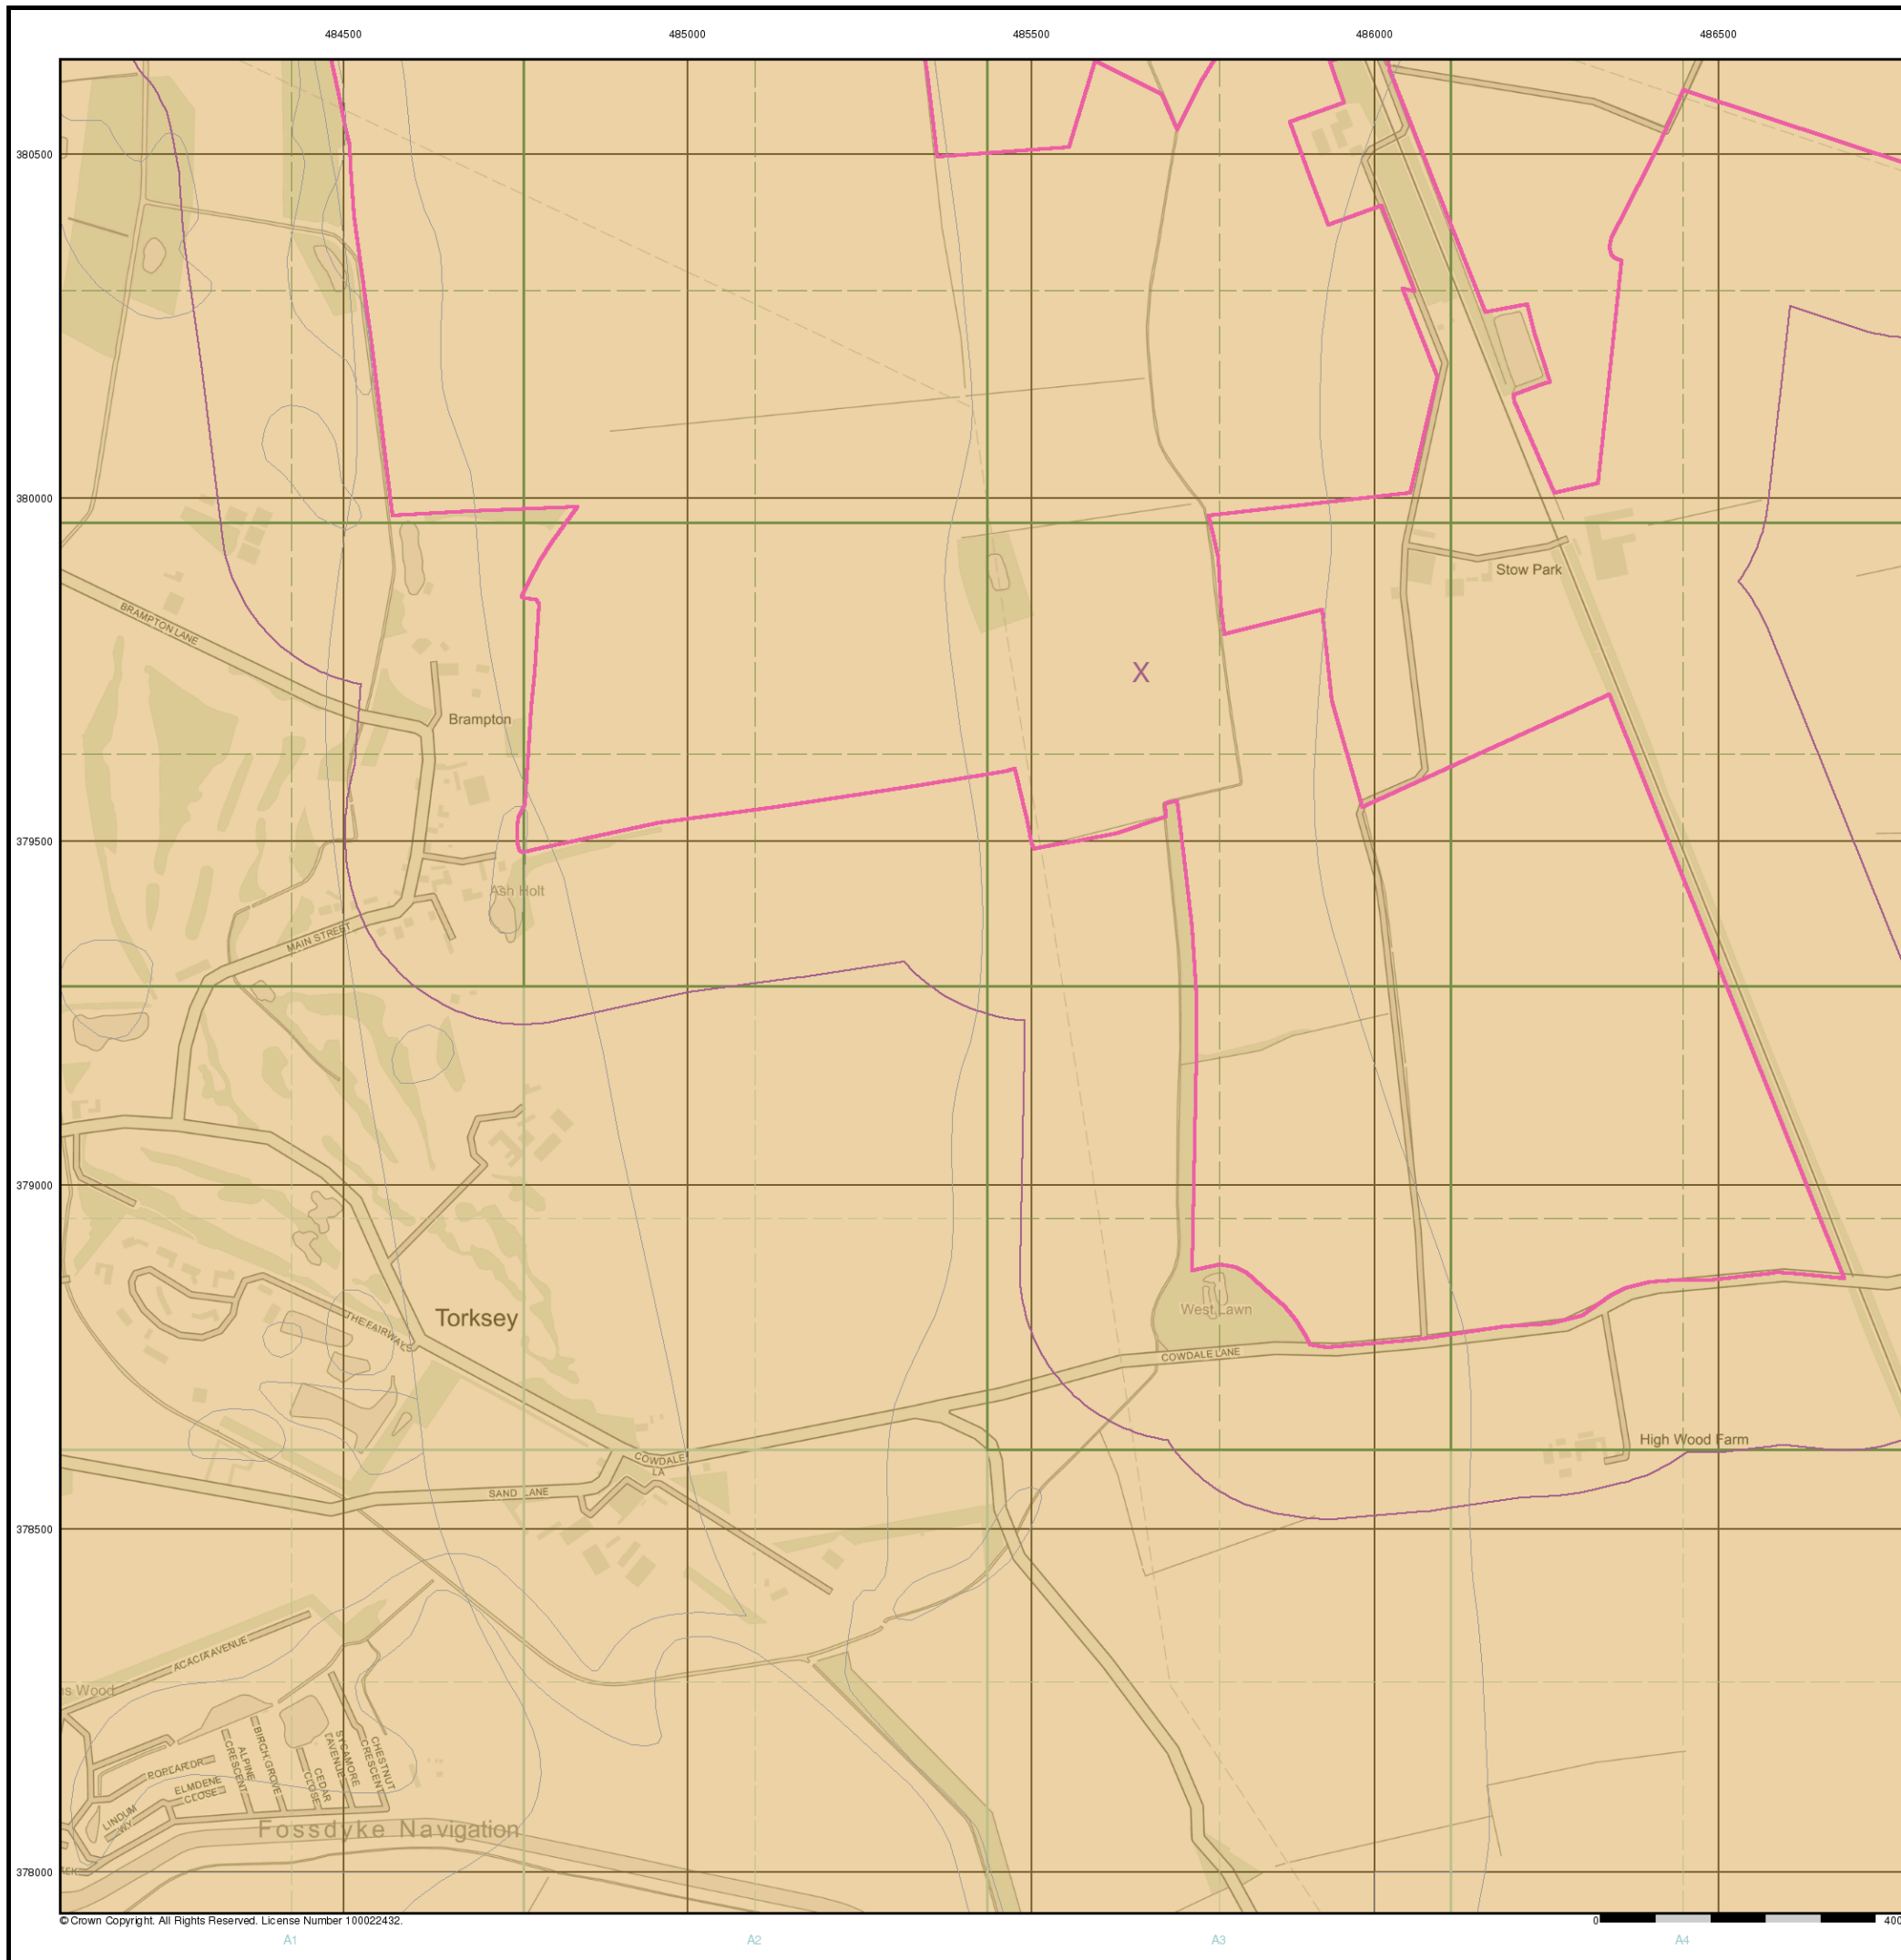 484500 485000 485500 486000 486500
380500
380000
Stow Park
BRAMPTON LANE
X
Brampton
379500
Ash Holt
MAIN STREET
379000
West Lawn
Torksey
THE FAIRWAYS
COWDALE LANE
High Wood Farm
COWDALE
LA
SAND LANE
378500
ACACIA AVENUE
s Wood
CHESTNUT
CRESCENT
SYCAMORE
AVENUE
BIRCH GROVE
ALPINE
CRESCENT
CEDAR
CLOSE
POPLAR DR
ELMDENE
CLOSE
LINDUM
WY
Fossdyke Navigation
378000
© Crown Copyright. All Rights Reserved. License Number 100022432.
0 400
A1 A2 A3 A4